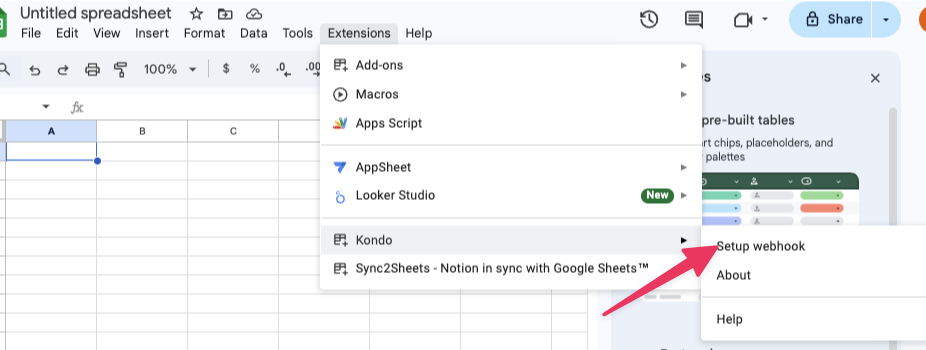 Untitled spreadsheet
File Edit View Insert Format Data Tools Extensions Help
Share
100% $ % .0 .00
fx
A B C
Add-ons
Macros
Apps Script
AppSheet
Looker Studio New
Kondo
Sync2Sheets - Notion in sync with Google Sheets™
Setup webhook
About
Help
pre-built tables
chips, placeholders, and
palettes